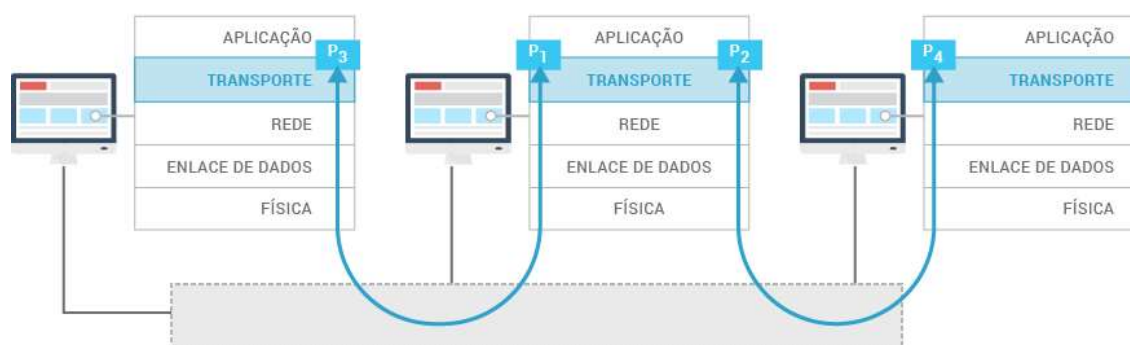 APLICAÇÃO
P3
TRANSPORTE
REDE
ENLACE DE DADOS
FÍSICA
P1
APLICAÇÃO
P2
TRANSPORTE
REDE
ENLACE DE DADOS
FÍSICA
P4
APLICAÇÃO
TRANSPORTE
REDE
ENLACE DE DADOS
FÍSICA